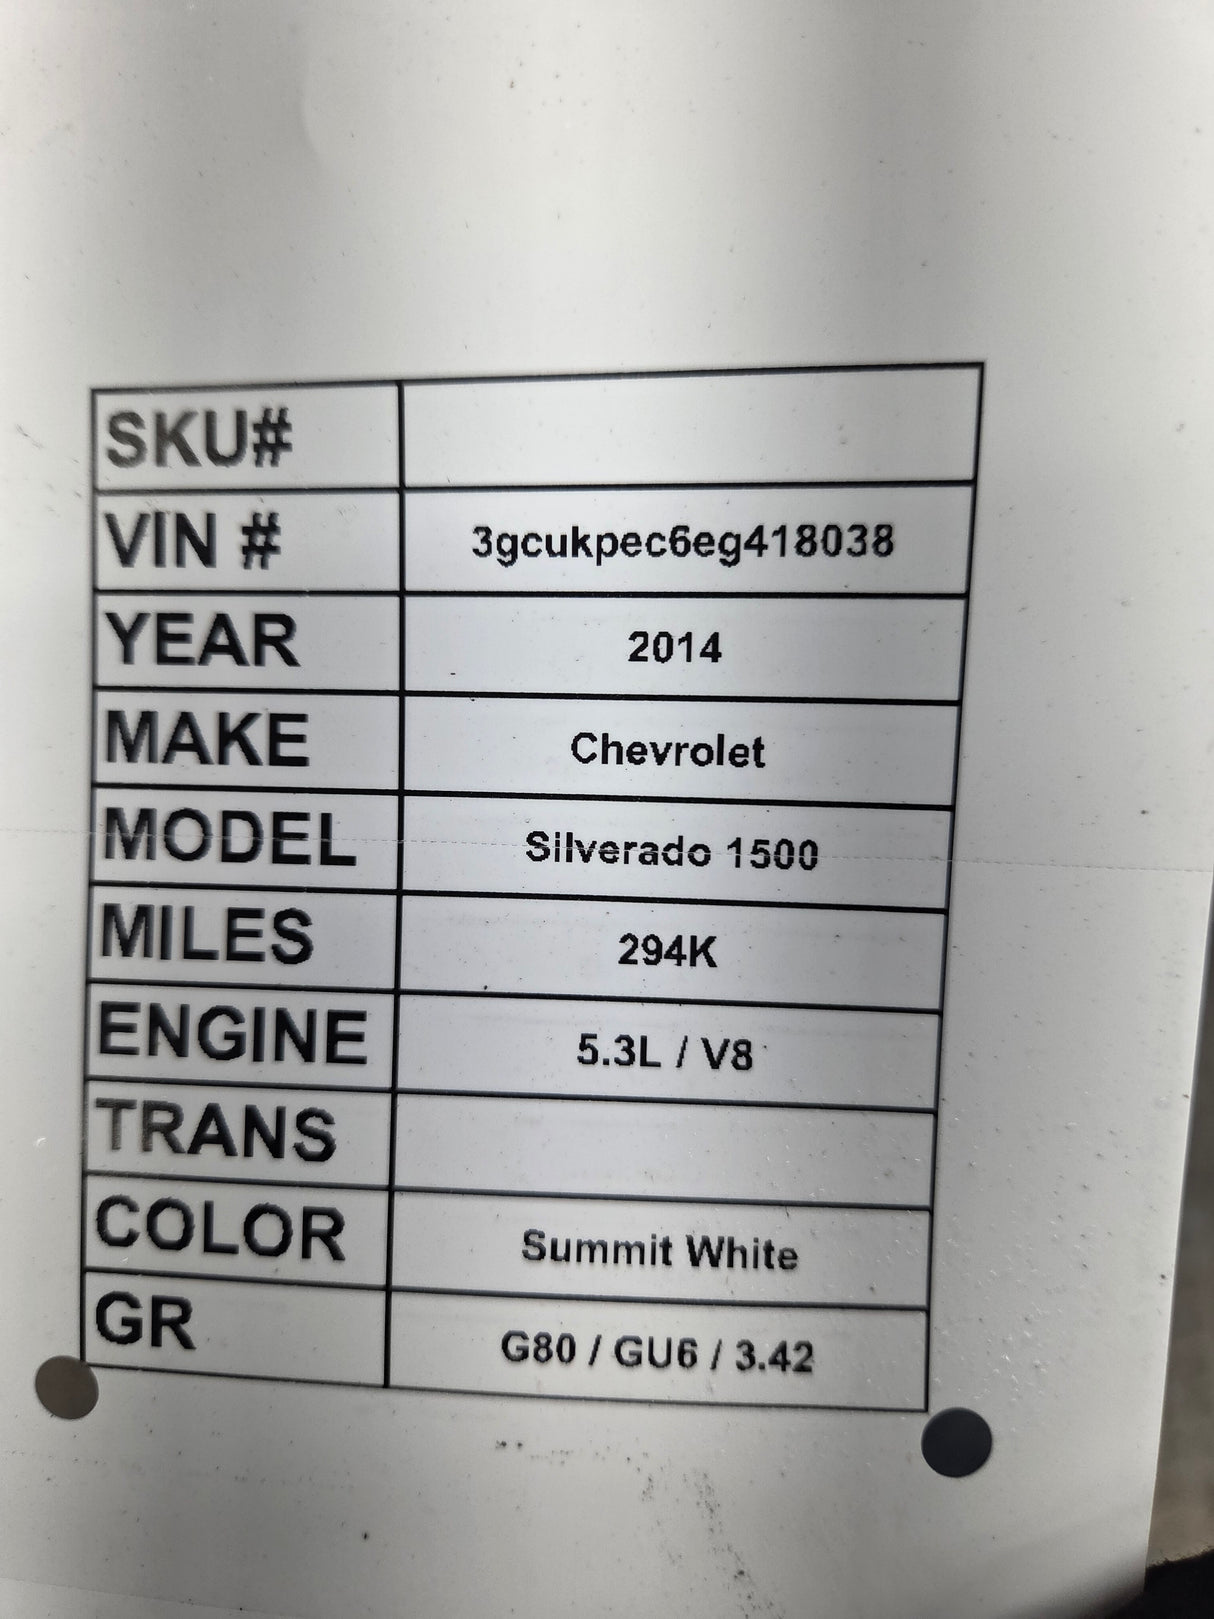 SKU#
VIN # 3gcukpec6eg418038
YEAR 2014
MAKE Chevrolet
MODEL Silverado 1500
MILES 294K
ENGINE 5.3L / V8
TRANS
COLOR Summit White
GR G80 / GU6 / 3.42